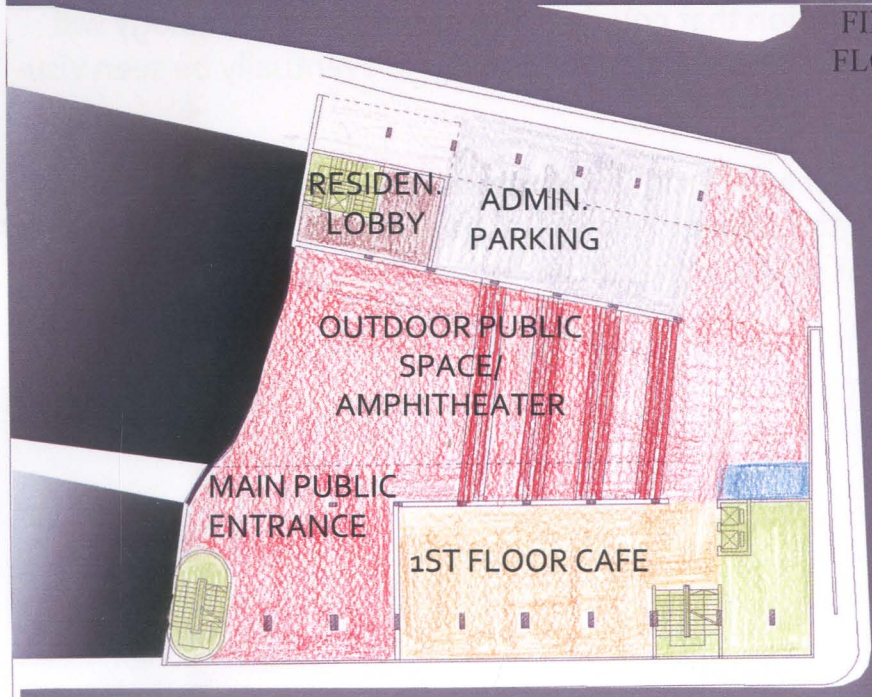 RESIDEN.
LOBBY
ADMIN.
PARKING
OUTDOOR PUBLIC
SPACE/
AMPHITHEATER
MAIN PUBLIC
ENTRANCE
1ST FLOOR CAFE